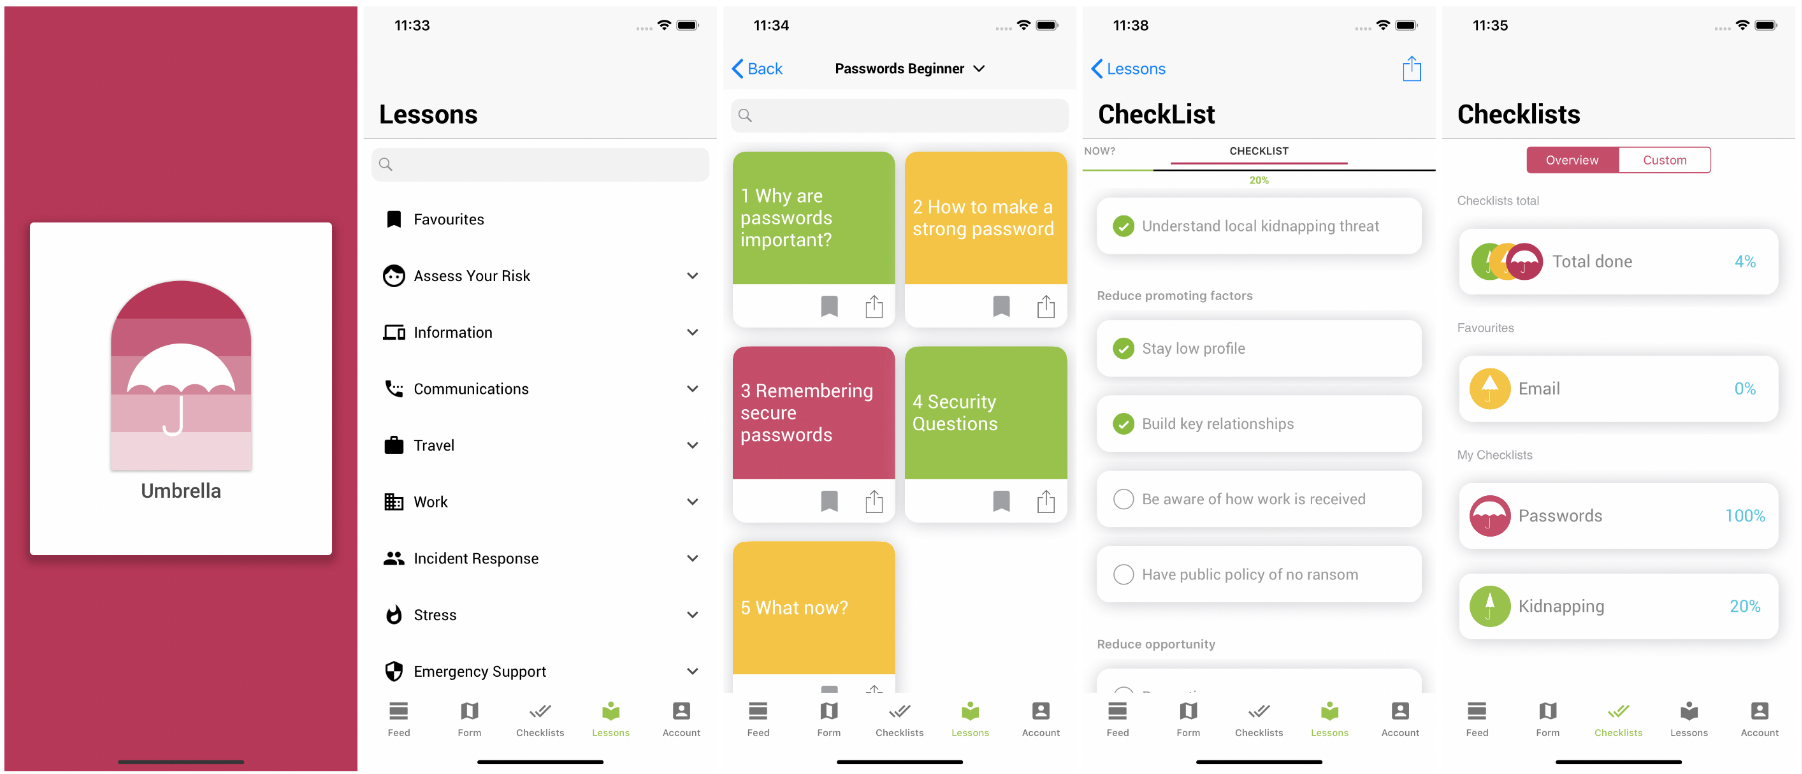 Umbrella
11:33
Lessons
Favourites
Assess Your Risk
Information
Communications
Travel
Work
Incident Response
Stress
Emergency Support
Feed
Form
Checklists
Lessons
Account
11:34
Back
Passwords Beginner
1 Why are
passwords
important?
2 How to make a
strong password
3 Remembering
secure
passwords
4 Security
Questions
5 What now?
Feed
Form
Checklists
Lessons
Account
11:38
Lessons
CheckList
NOW?
CHECKLIST
20%
Understand local kidnapping threat
Reduce promoting factors
Stay low profile
Build key relationships
Be aware of how work is received
Have public policy of no ransom
Reduce opportunity
Feed
Form
Checklists
Lessons
Account
11:35
Checklists
Overview
Custom
Checklists total
Total done
4%
Favourites
Email
0%
My Checklists
Passwords
100%
Kidnapping
20%
Feed
Form
Checklists
Lessons
Account